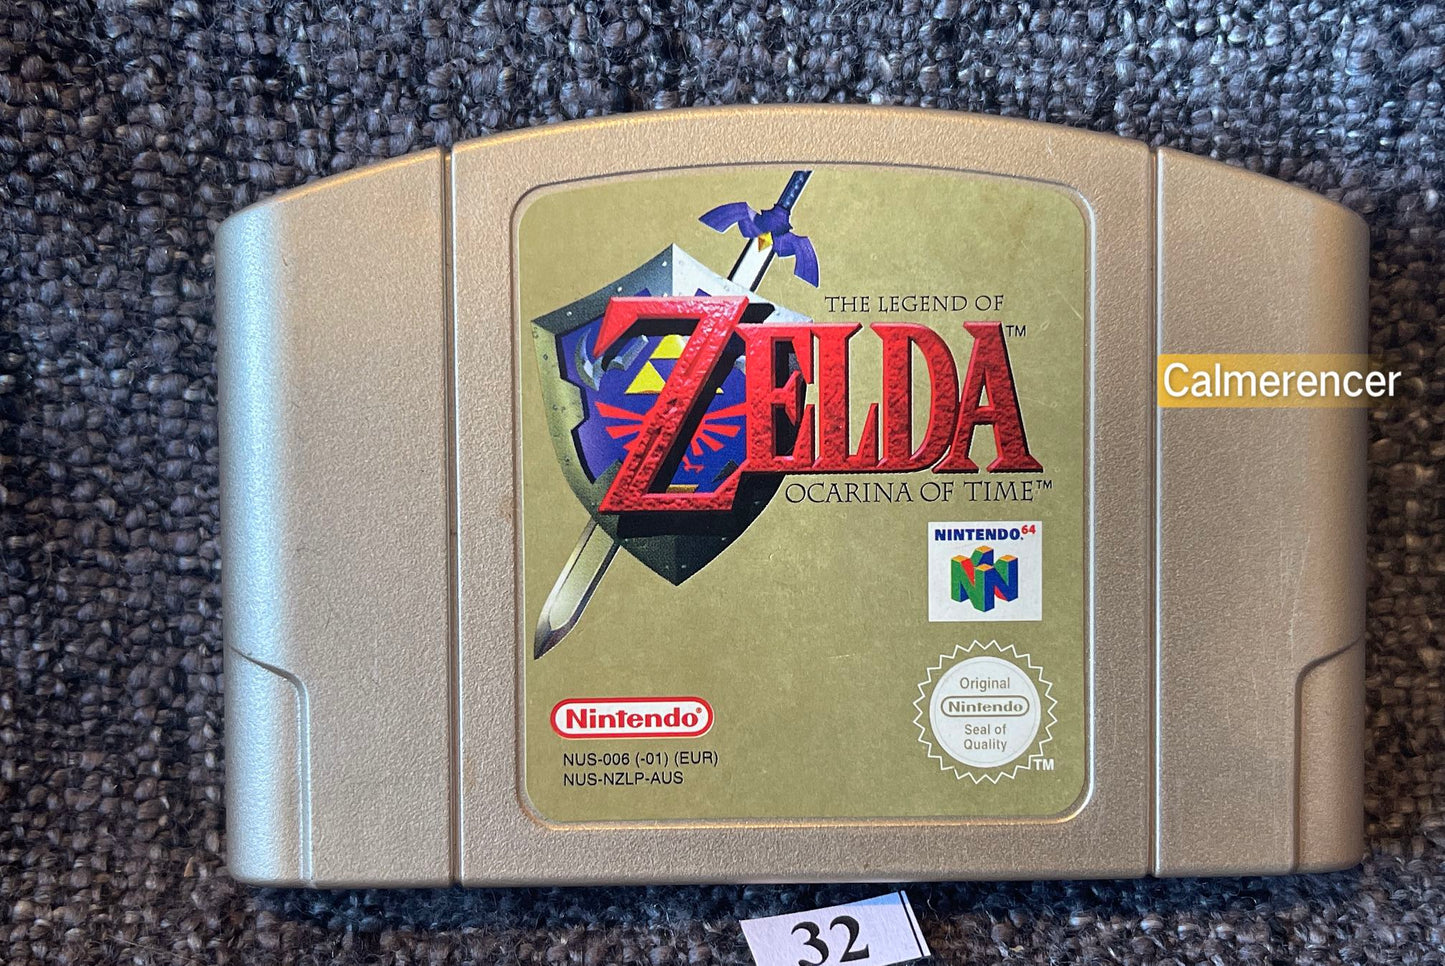 THE LEGEND OF
ZELDA™
OCARINA OF TIME™
Calmerencer
NINTENDO64
Nintendo®
NUS-006 (-01) (EUR)
NUS-NZLP-AUS
Original
Nintendo
Seal of
Quality
TM
32